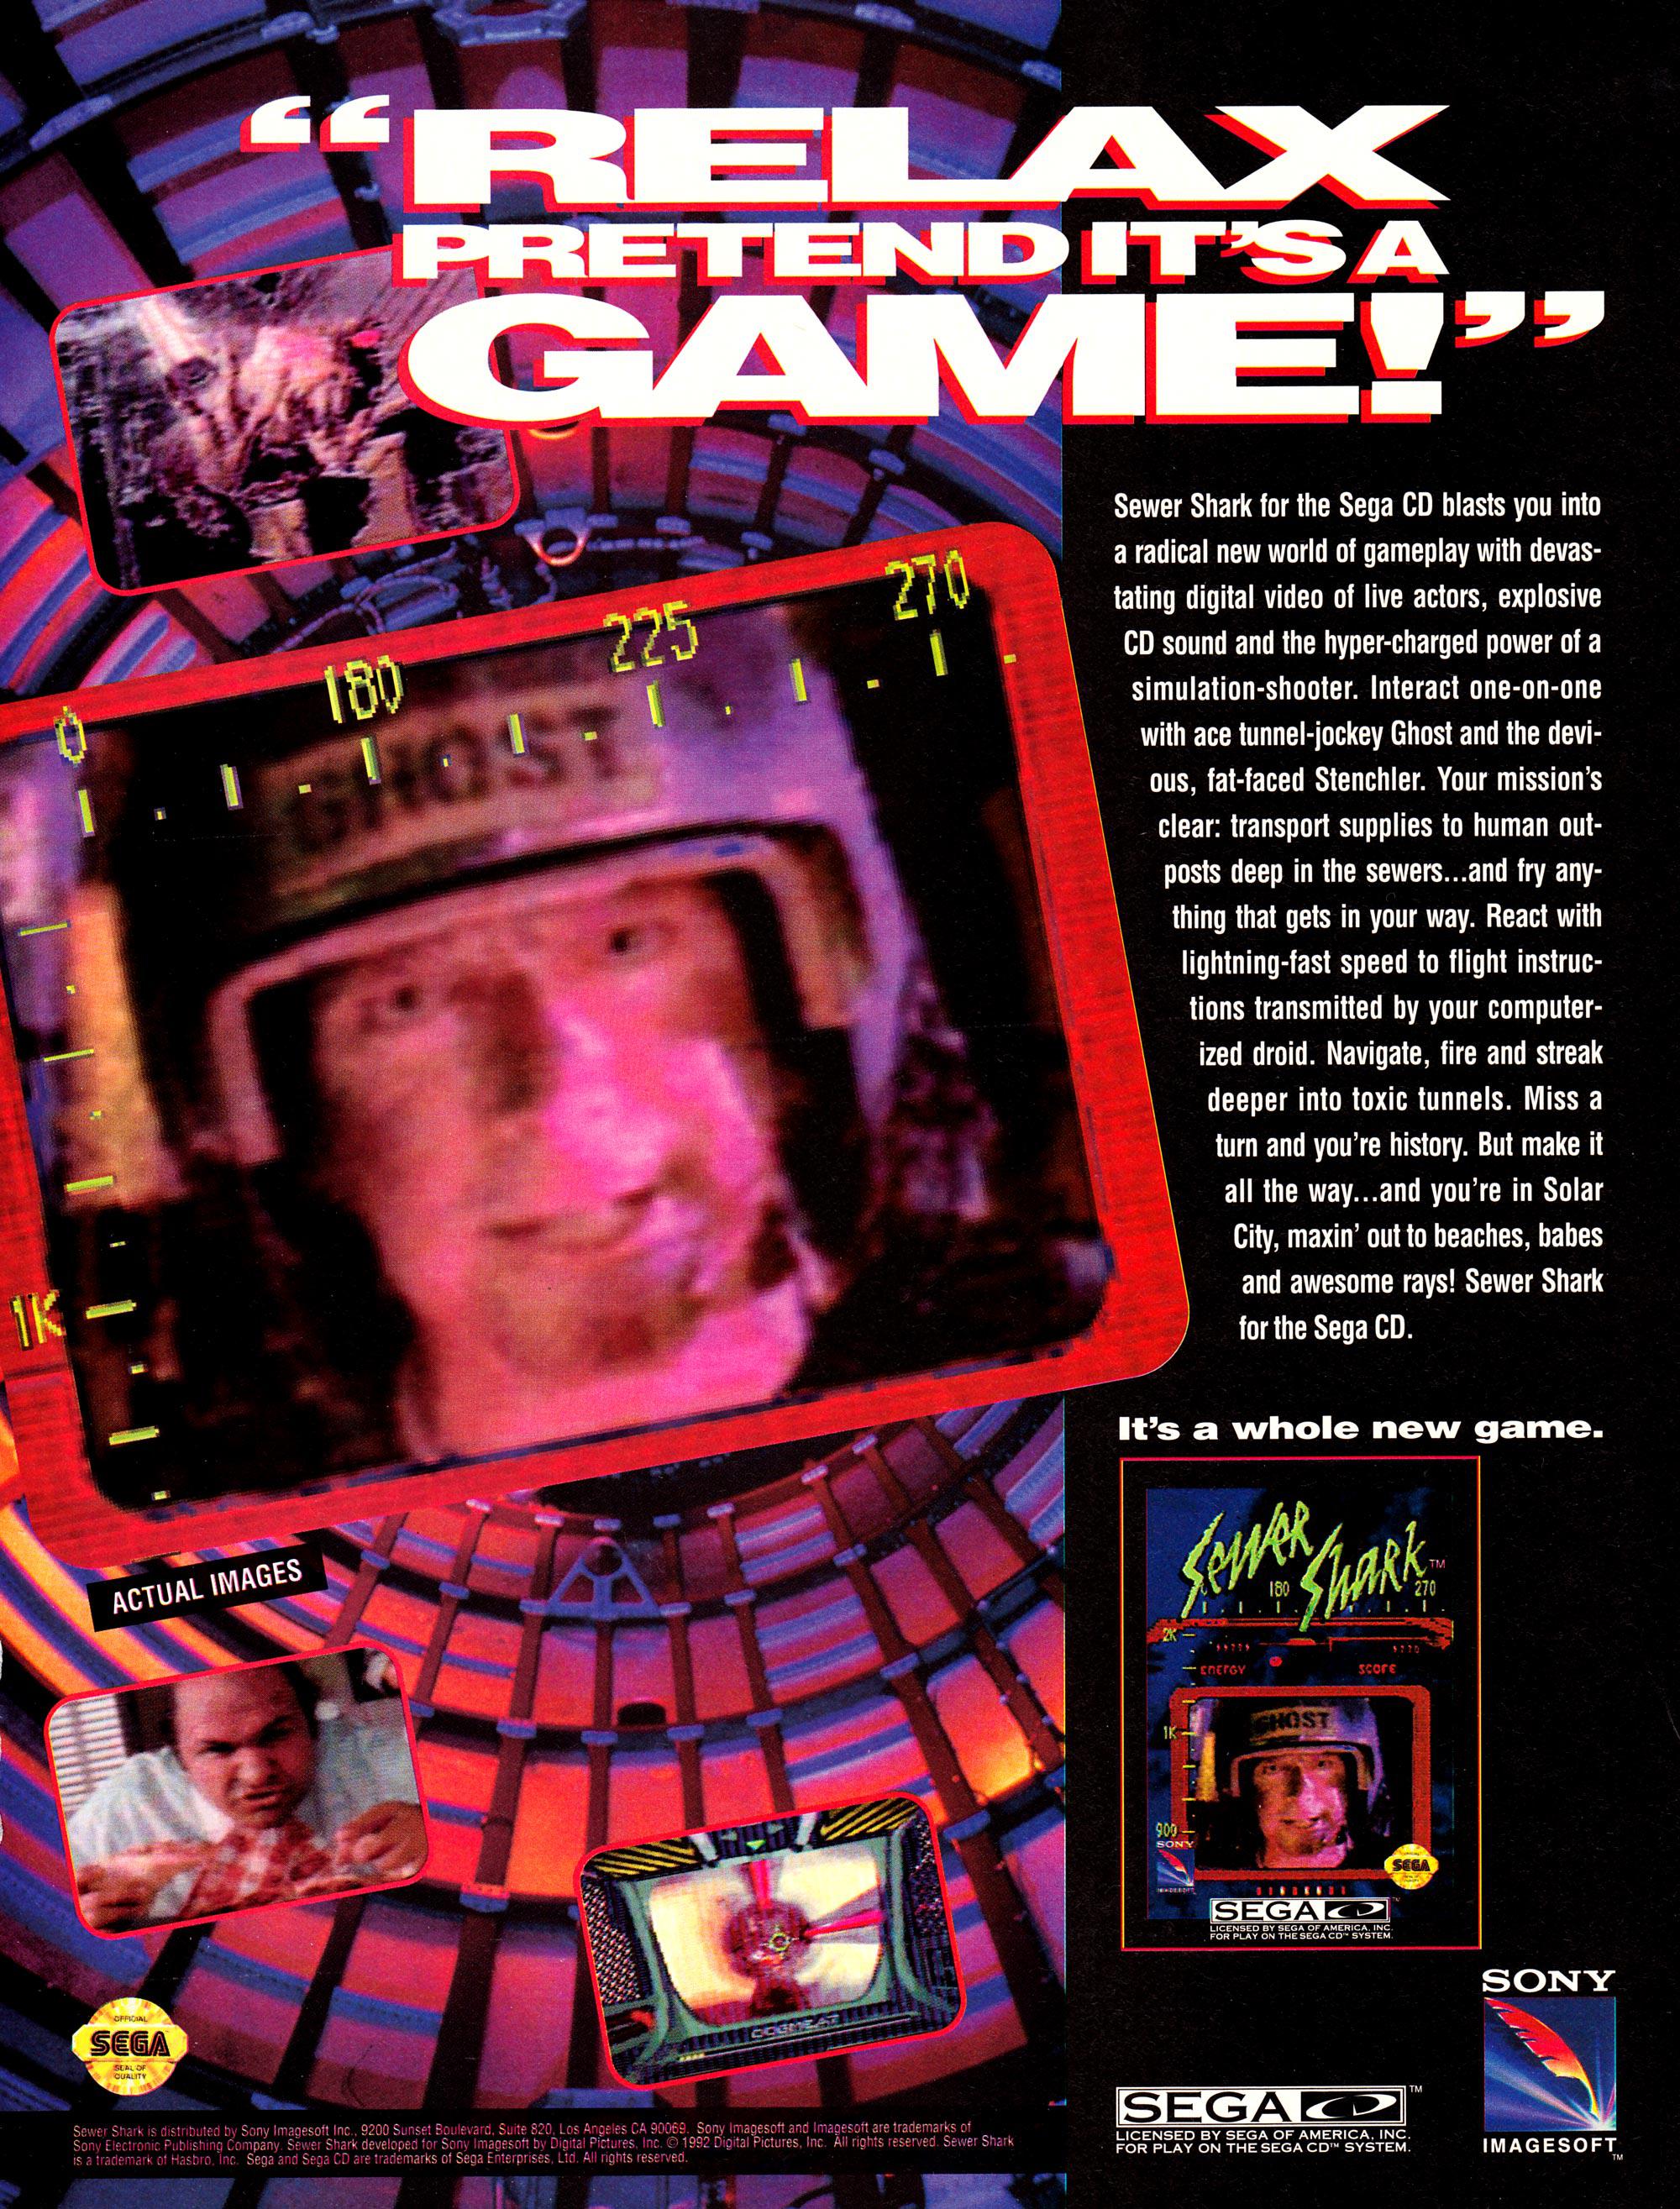 “RELAX
PRETEND IT'S A
GAME!”
Sewer Shark for the Sega CD blasts you into
a radical new world of gameplay with devas-
tating digital video of live actors, explosive
CD sound and the hyper-charged power of a
simulation-shooter. Interact one-on-one
with ace tunnel-jockey Ghost and the devi-
ous, fat-faced Stenchler. Your mission's
clear: transport supplies to human out-
posts deep in the sewers...and fry any-
thing that gets in your way. React with
lightning-fast speed to flight instruc-
tions transmitted by your computer-
ized droid. Navigate, fire and streak
deeper into toxic tunnels. Miss a
turn and you're history. But make it
all the way...and you're in Solar
City, maxin' out to beaches, babes
and awesome rays! Sewer Shark
for the Sega CD.
0 180 225 270
GHOST
1K
ACTUAL IMAGES
It's a whole new game.
Sewer Shark™
180 270
2K
ENERGY SCORE
GHOST
1K
900
SONY
IMAGESOFT
SEGA
SEGA CD
LICENSED BY SEGA OF AMERICA, INC.
FOR PLAY ON THE SEGA CD™ SYSTEM.
DOGMEAT
OFFICIAL
SEGA
SEAL OF
QUALITY
SEGA CD™
LICENSED BY SEGA OF AMERICA, INC.
FOR PLAY ON THE SEGA CD™ SYSTEM.
SONY
IMAGESOFT™
Sewer Shark is distributed by Sony Imagesoft Inc., 9200 Sunset Boulevard, Suite 820, Los Angeles CA 90069. Sony Imagesoft and Imagesoft are trademarks of
Sony Electronic Publishing Company. Sewer Shark developed for Sony Imagesoft by Digital Pictures, Inc. © 1992 Digital Pictures, Inc. All rights reserved. Sewer Shark
is a trademark of Hasbro, Inc. Sega and Sega CD are trademarks of Sega Enterprises, Ltd. All rights reserved.